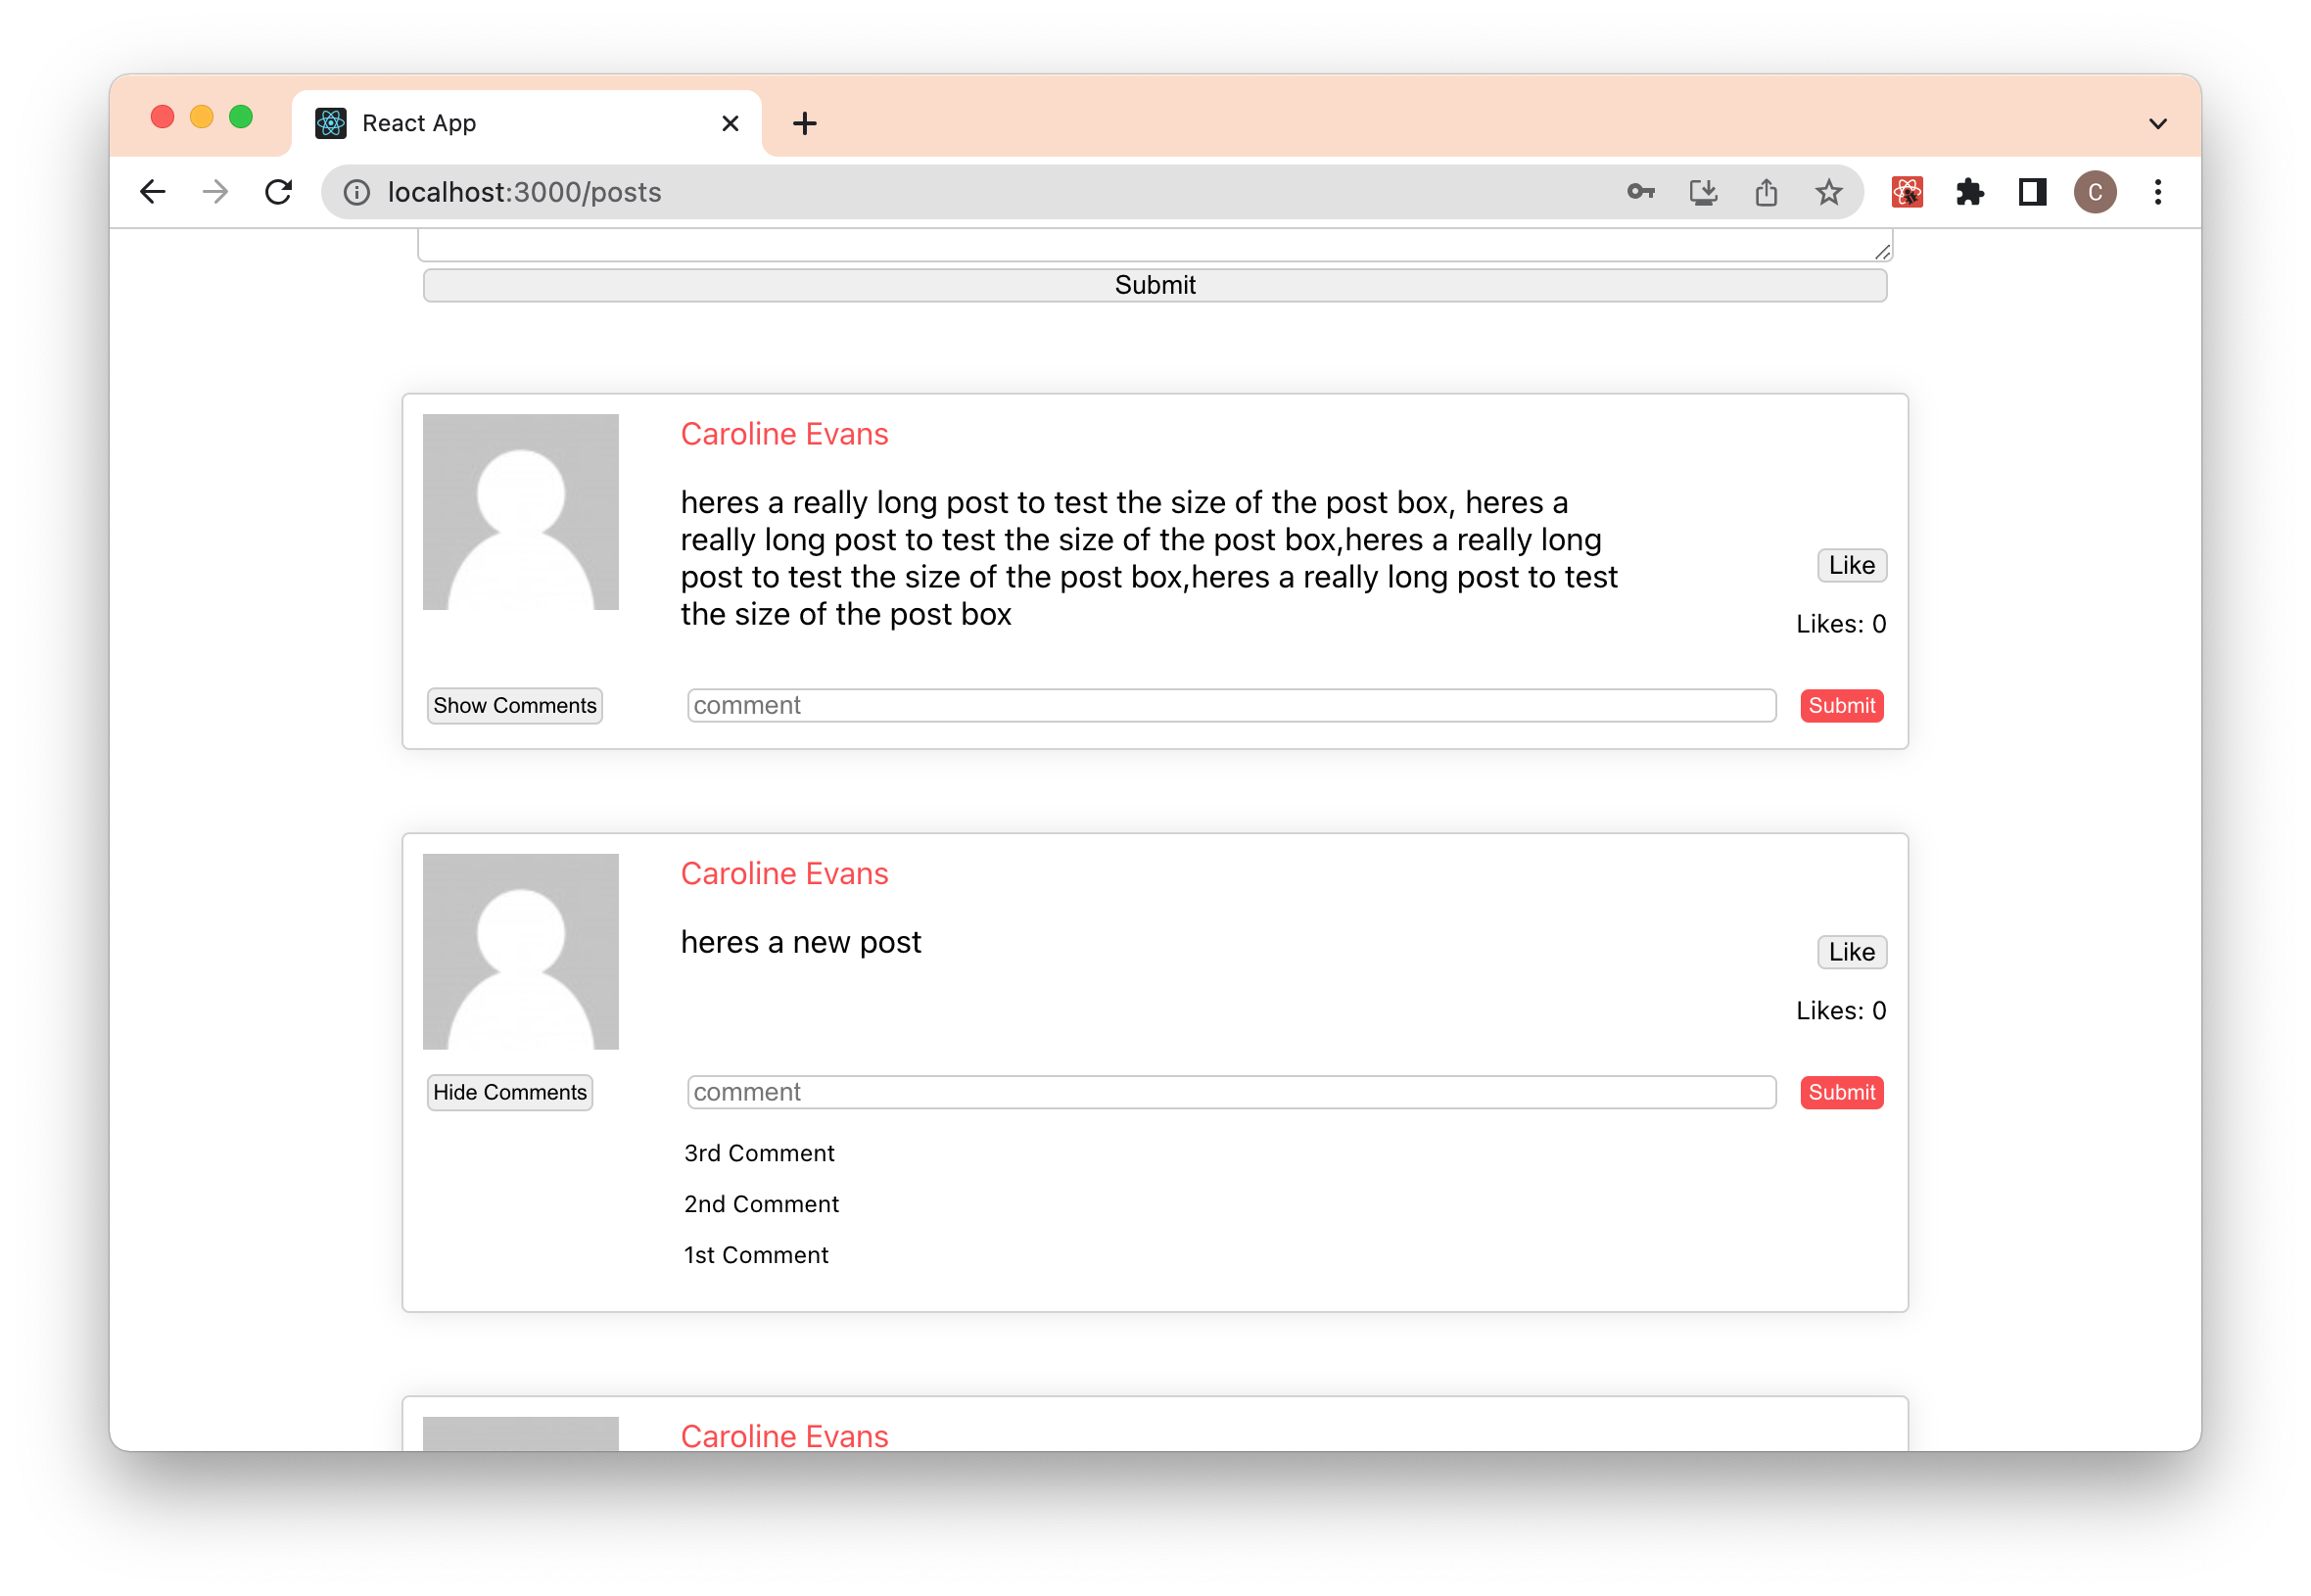 React App
localhost:3000/posts
C
Submit
Caroline Evans
heres a really long post to test the size of the post box, heres a
really long post to test the size of the post box,heres a really long
post to test the size of the post box,heres a really long post to test
the size of the post box
Like
Likes: 0
Show Comments
comment
Submit
Caroline Evans
heres a new post
Like
Likes: 0
Hide Comments
comment
Submit
3rd Comment
2nd Comment
1st Comment
Caroline Evans